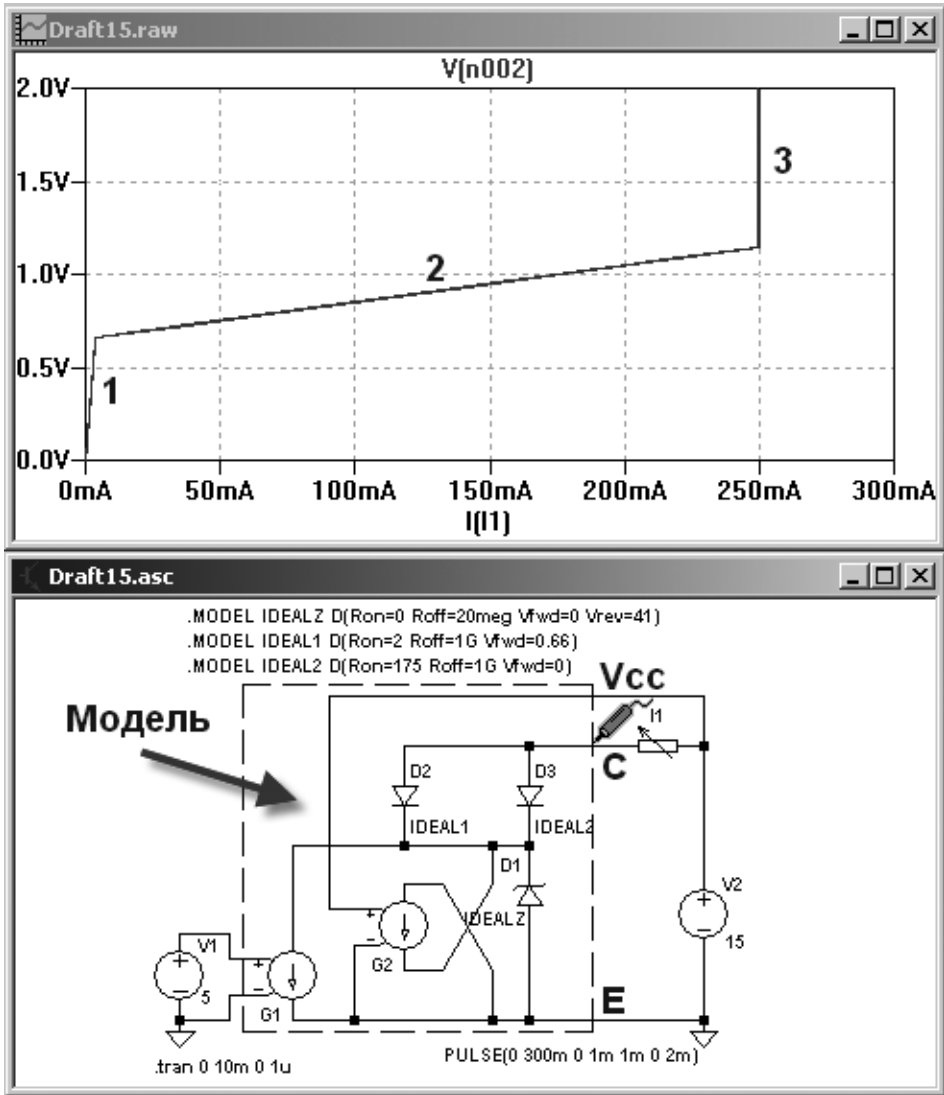 Draft15.raw
V(n002)
2.0V
1.5V
1.0V
0.5V
0.0V
1
2
3
0mA 50mA 100mA 150mA 200mA 250mA 300mA
I(I1)
Draft15.asc
.MODEL IDEALZ D(Ron=0 Roff=20meg Vfwd=0 Vrev=41)
.MODEL IDEAL1 D(Ron=2 Roff=1G Vfwd=0.66)
.MODEL IDEAL2 D(Ron=175 Roff=1G Vfwd=0)
Vcc
Модель
I1
C
D2
D3
IDEAL1
IDEAL2
D1
IDEALZ
V2
15
V1
5
G2
G1
E
.tran 0 10m 0 1u
PULSE(0 300m 0 1m 1m 0 2m)